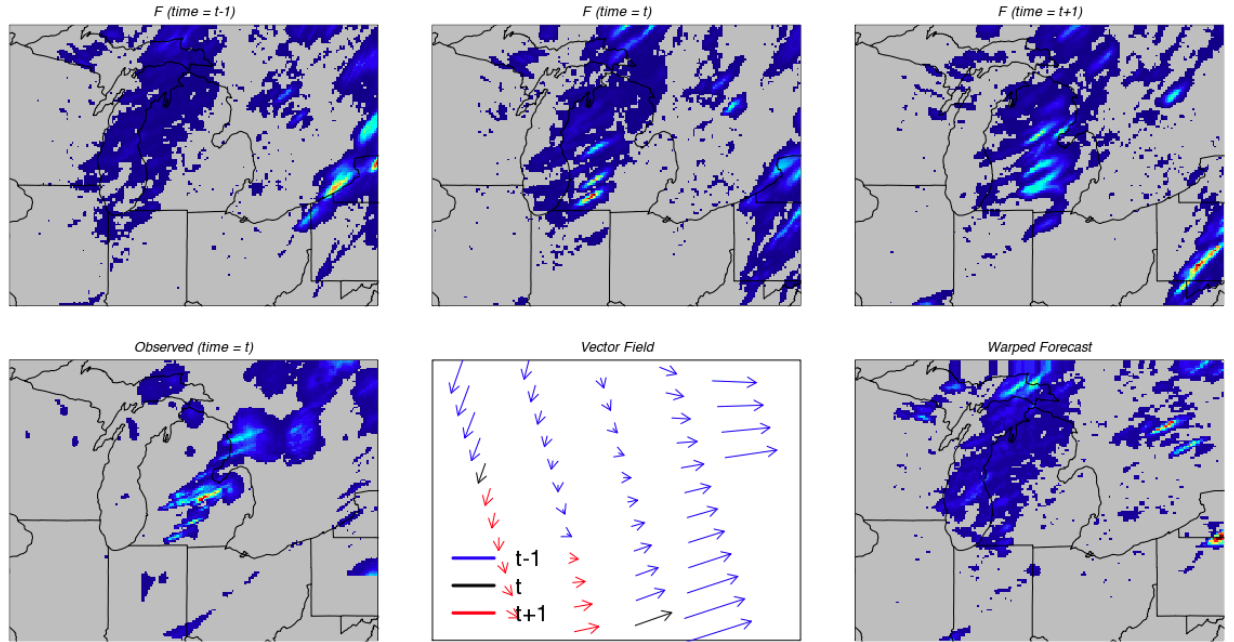 F (time = t-1)
F (time = t)
F (time = t+1)
Observed (time = t)
Vector Field
Warped Forecast
t-1
t
t+1